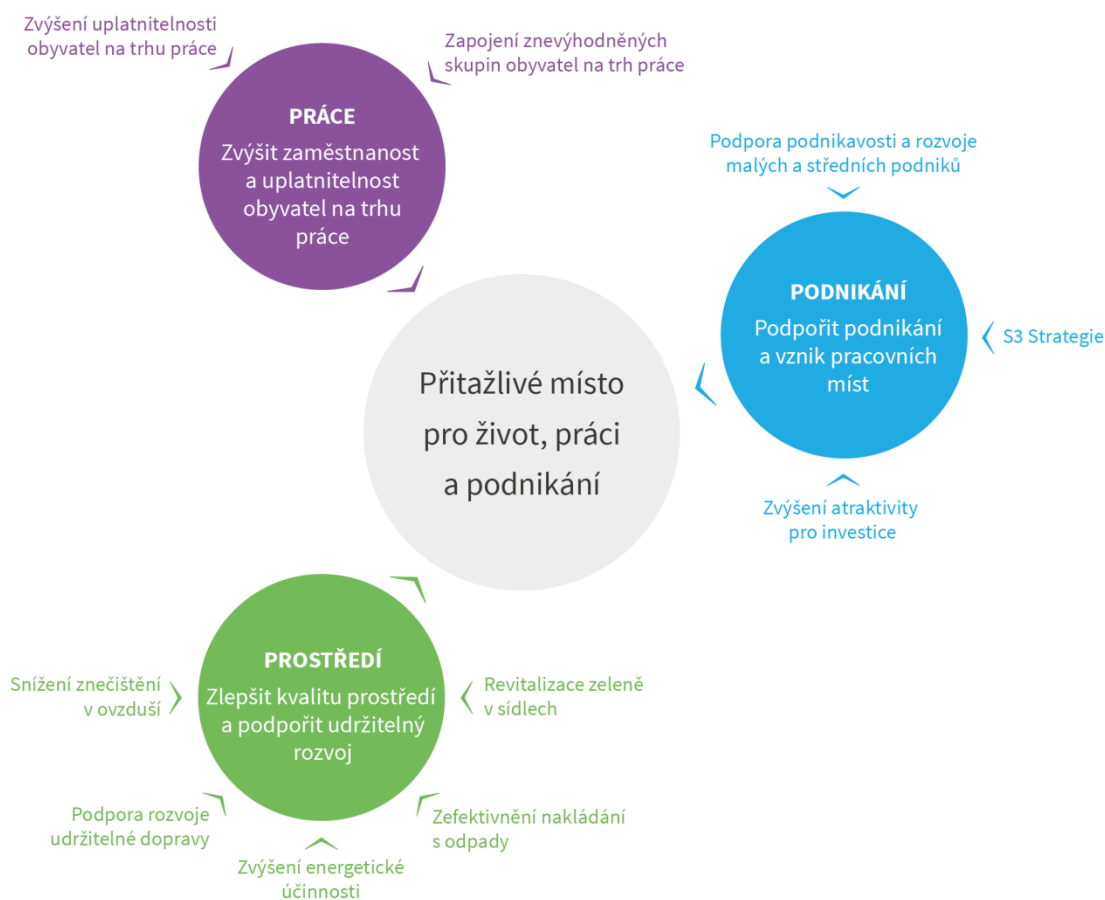 Zvýšení uplatnitelnosti
obyvatel na trhu práce
Zapojení znevýhodněných
skupin obyvatel na trh práce
PRÁCE
Zvýšit zaměstnanost
a uplatnitelnost
obyvatel na trhu
práce
Podpora podnikavosti a rozvoje
malých a středních podniků
PODNIKÁNÍ
Podpořit podnikání
a vznik pracovních
míst
S3 Strategie
Zvýšení atraktivity
pro investice
Přitažlivé místo
pro život, práci
a podnikání
PROSTŘEDÍ
Zlepšit kvalitu prostředí
a podpořit udržitelný
rozvoj
Snížení znečištění
v ovzduší
Revitalizace zeleně
v sídlech
Podpora rozvoje
udržitelné dopravy
Zvýšení energetické
účinnosti
Zefektivnění nakládání
s odpady